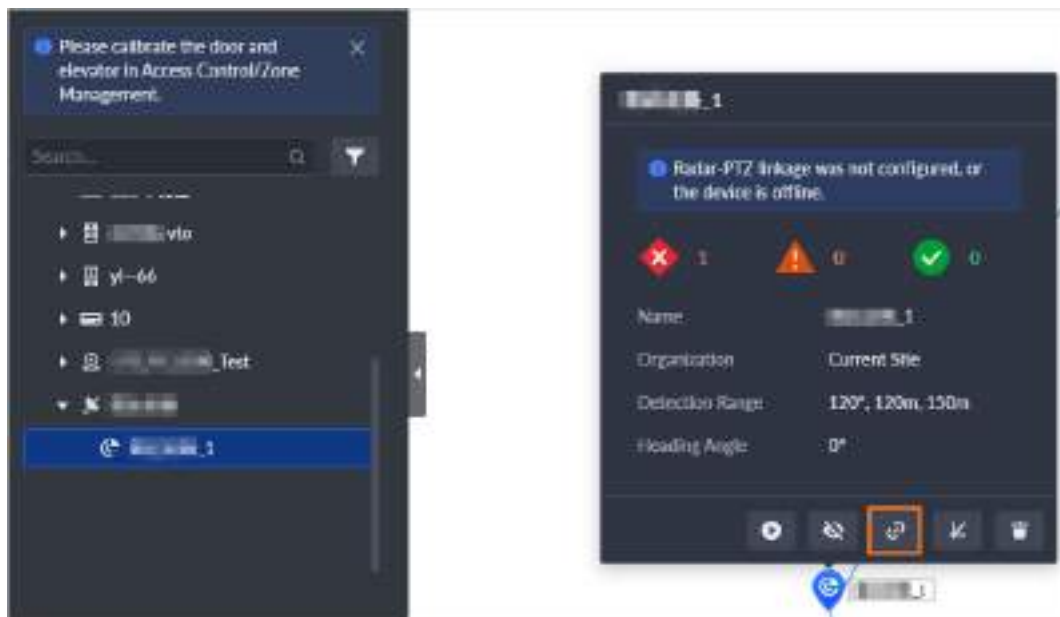 Please calibrate the door and
elevator in Access Control/Zone
Management.
Search...
vto
yl--66
10
_Test
_1
_1
Radar-PTZ linkage was not configured, or
the device is offline.
1
0
0
Name
_1
Organization
Current Site
Detection Range
120°, 120m, 150m
Heading Angle
0°
_1